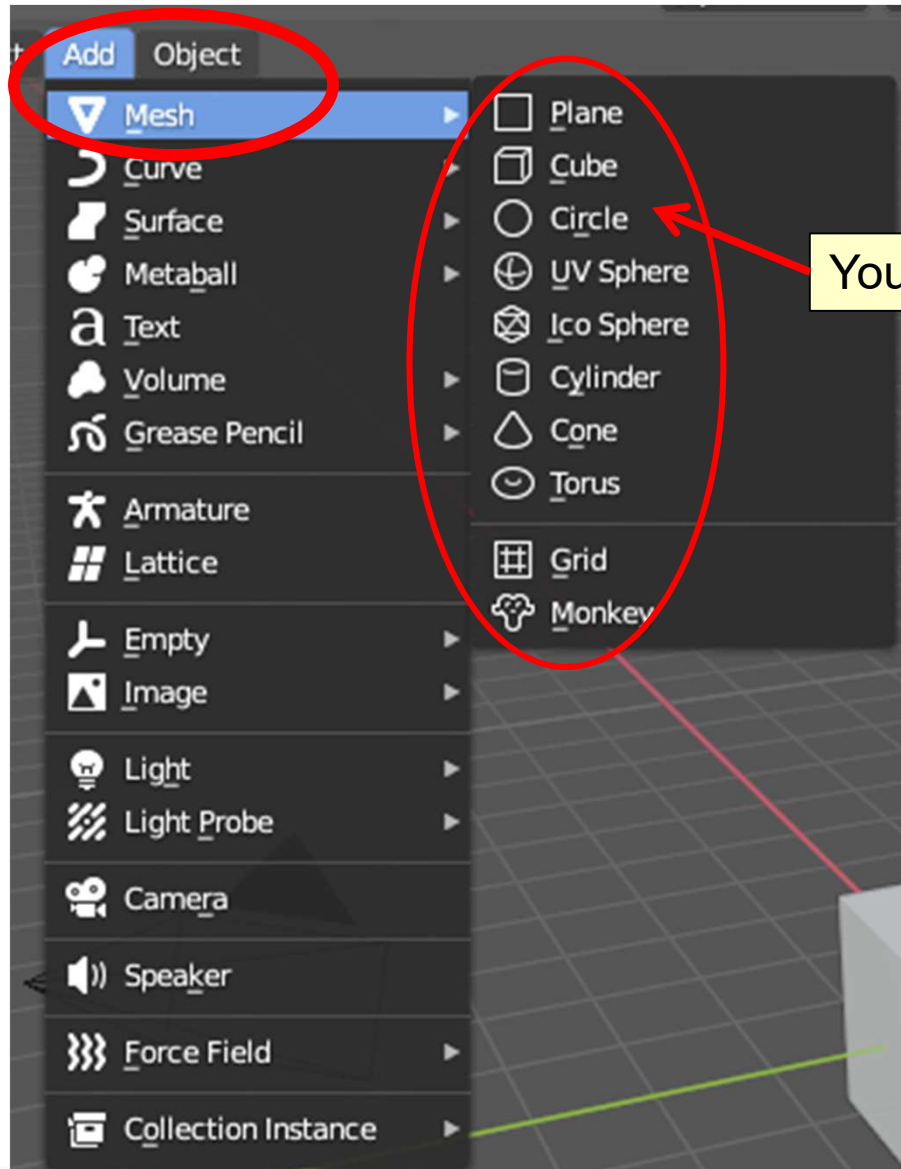 Add Object
Mesh
Curve
Surface
Metaball
Text
Volume
Grease Pencil
Armature
Lattice
Empty
Image
Light
Light Probe
Camera
Speaker
Force Field
Collection Instance
Plane
Cube
Circle
UV Sphere
Ico Sphere
Cylinder
Cone
Torus
Grid
Monkey
You